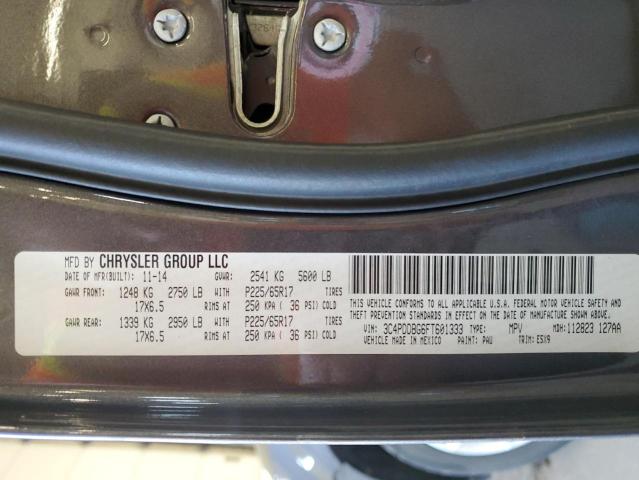 MFD BY CHRYSLER GROUP LLC
DATE OF MFR(BUILT): 11-14 GVWR: 2541 KG 5600 LB
GAWR FRONT: 1248 KG 2750 LB WITH P225/65R17 TIRES
17X6.5 RIMS AT 250 KPA ( 36 PSI) COLD
GAWR REAR: 1339 KG 2950 LB WITH P225/65R17 TIRES
17X6.5 RIMS AT 250 KPA ( 36 PSI) COLD
THIS VEHICLE CONFORMS TO ALL APPLICABLE U.S.A. FEDERAL MOTOR VEHICLE SAFETY AND
THEFT PREVENTION STANDARDS IN EFFECT ON THE DATE OF MANUFACTURE SHOWN ABOVE.
VIN: 3C4PDDBG6FT601333 TYPE: MPV MDH: 112823 127AA
VEHICLE MADE IN MEXICO PAINT: PAU TRIM: ESX9